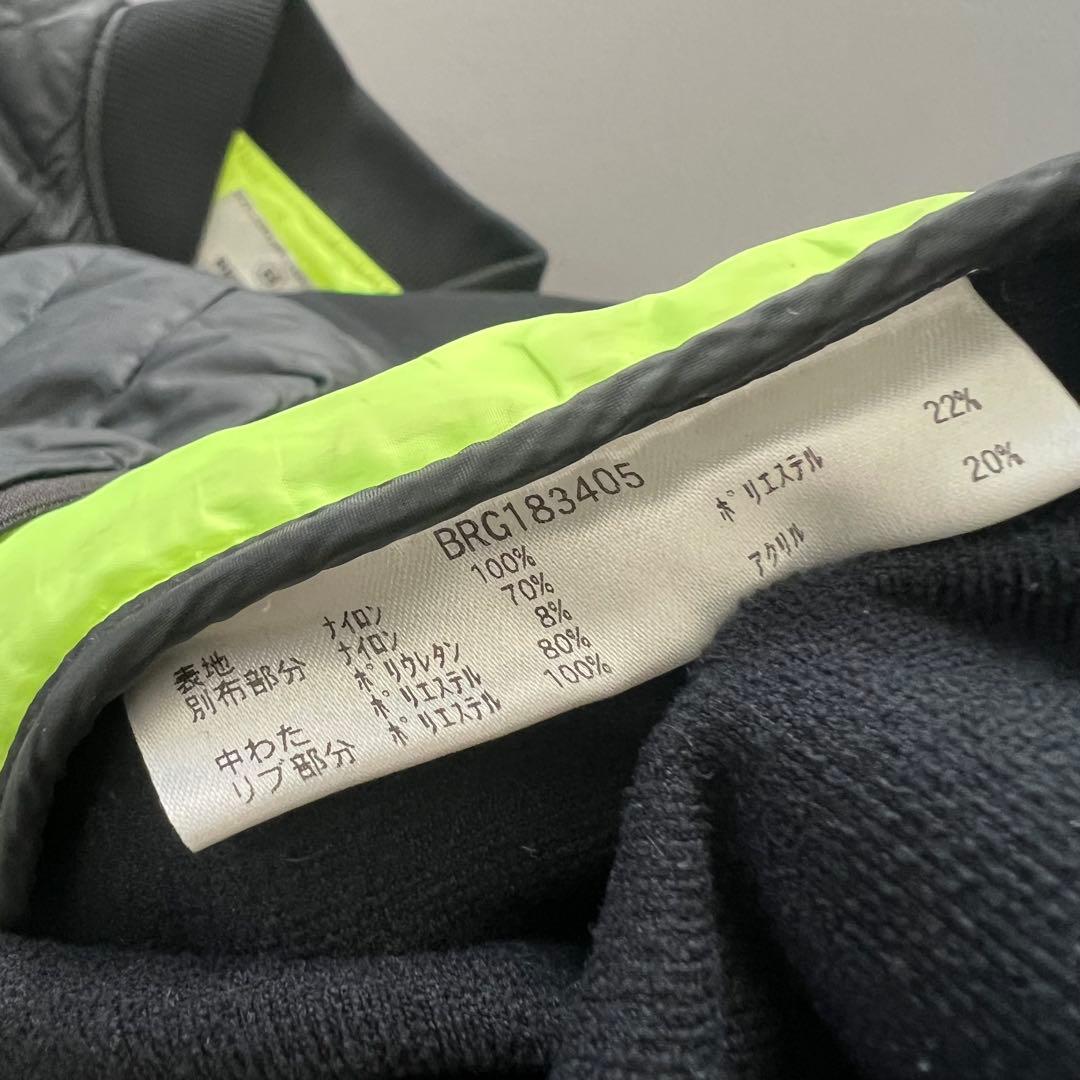 BRG183405
表地 ナイロン 100%
別布部分 ナイロン 70% ポリエステル 22%
ポリウレタン 8%
中わた ポリエステル 80% アクリル 20%
リブ部分 ポリエステル 100%